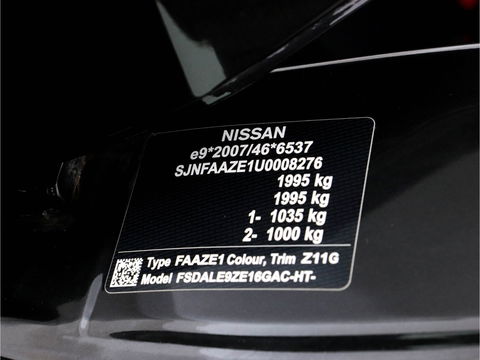 NISSAN
e9*2007/46*6537
SJNFAAZE1U0008276
1995 kg
1995 kg
1- 1035 kg
2- 1000 kg
Type FAAZE1 Colour, Trim Z11G
Model FSDALE9ZE16GAC-HT-